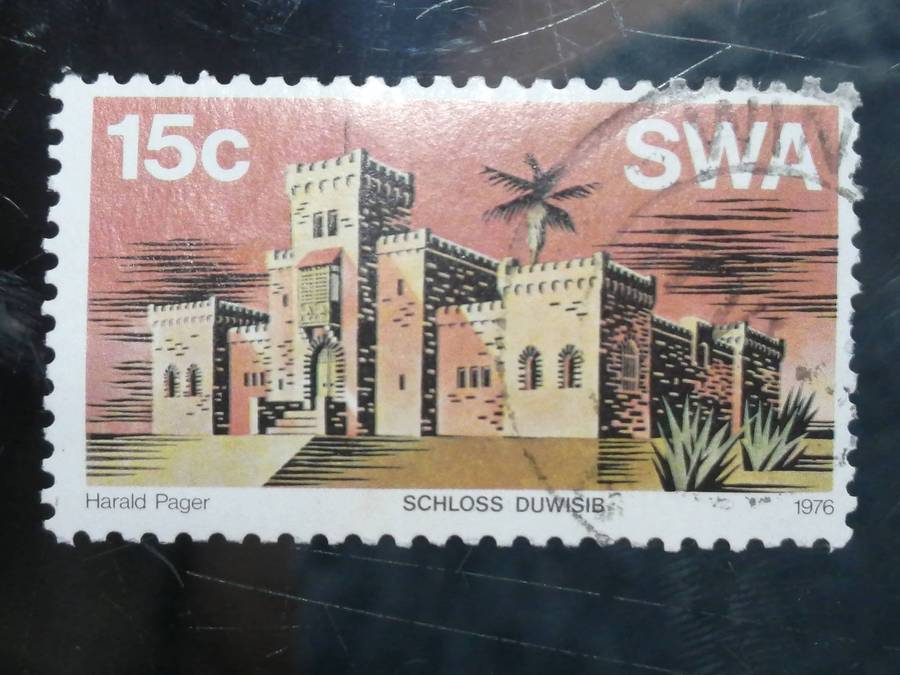 15c SWA
Harald Pager SCHLOSS DUWISIB 1976